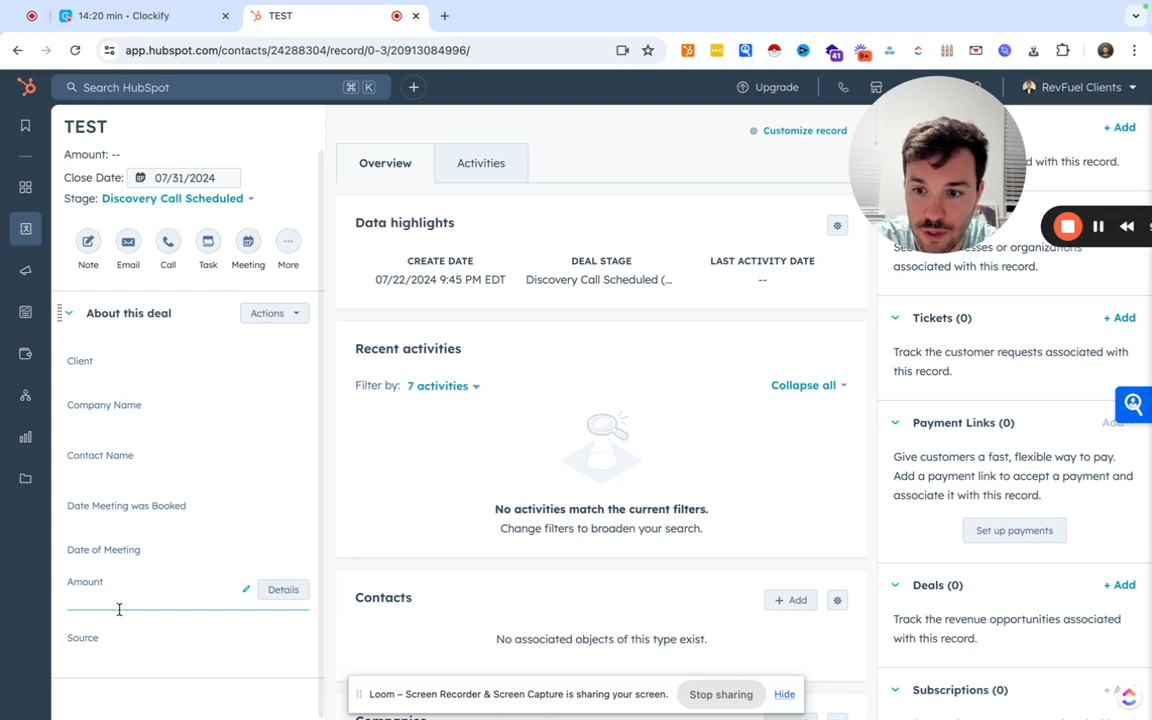 14:20 min • Clockify
TEST
app.hubspot.com/contacts/24288304/record/0-3/20913084996/
41
9+
Search HubSpot
⌘ K
Upgrade
RevFuel Clients
TEST
Amount: --
Close Date: 07/31/2024
Stage: Discovery Call Scheduled
Note
Email
Call
Task
Meeting
More
About this deal
Actions
Client
Company Name
Contact Name
Date Meeting was Booked
Date of Meeting
Amount
Details
Source
Customize record
Overview
Activities
Data highlights
CREATE DATE
07/22/2024 9:45 PM EDT
DEAL STAGE
Discovery Call Scheduled (...
LAST ACTIVITY DATE
--
Recent activities
Filter by: 7 activities
Collapse all
No activities match the current filters.
Change filters to broaden your search.
Contacts
+ Add
No associated objects of this type exist.
Loom – Screen Recorder & Screen Capture is sharing your screen.
Stop sharing
Hide
+ Add
with this record.
associated with this record.
Tickets (0)
+ Add
Track the customer requests associated with
this record.
Payment Links (0)
Add
Give customers a fast, flexible way to pay.
Add a payment link to accept a payment and
associate it with this record.
Set up payments
Deals (0)
+ Add
Track the revenue opportunities associated
with this record.
Subscriptions (0)